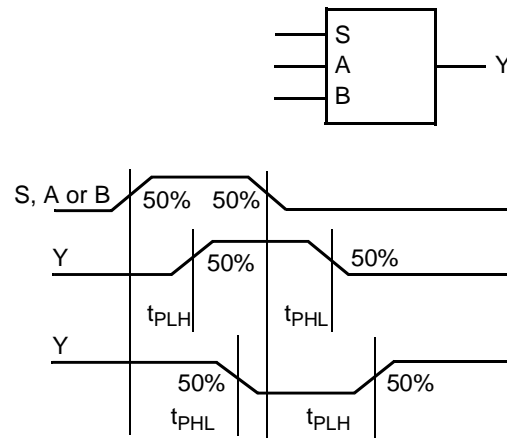 S
A
Y
B
S, A or B
50% 50%
Y
50% 50%
tPLH tPHL
Y
50% 50%
tPHL tPLH